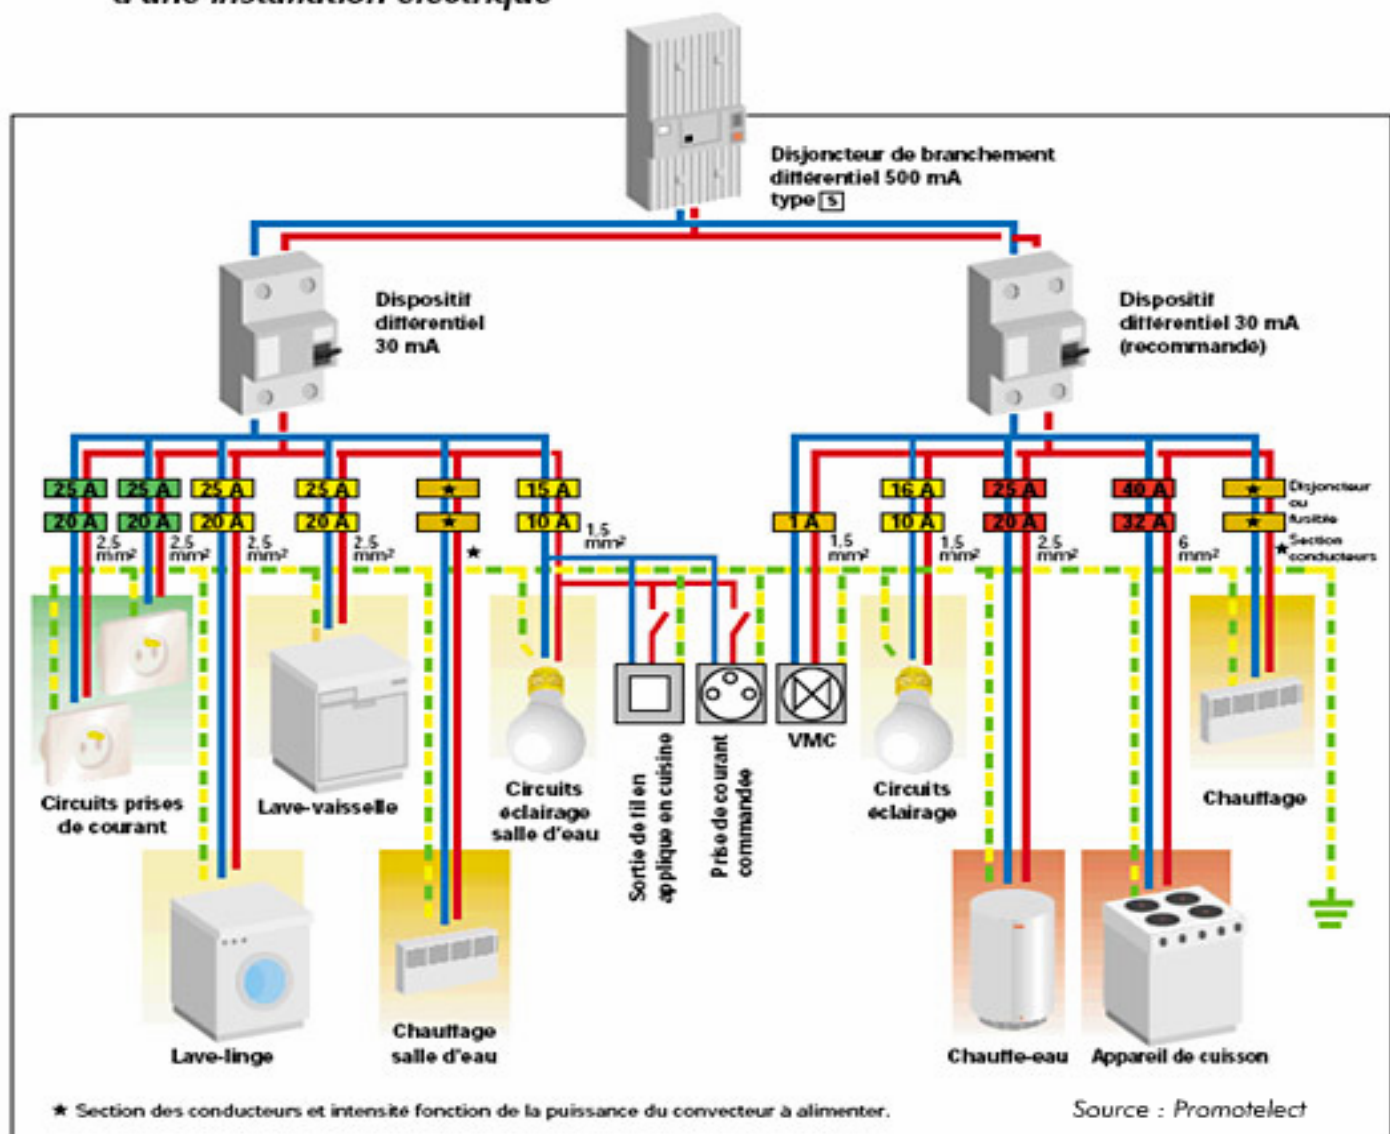 d'une installation électrique
Disjoncteur de branchement
différentiel 500 mA
type S
Dispositif
différentiel
30 mA
Dispositif
différentiel 30 mA
(recommandé)
25 A
25 A
25 A
25 A
★
15 A
16 A
25 A
40 A
★
Disjoncteur
ou
fusible
20 A
20 A
20 A
20 A
★
10 A
1 A
10 A
20 A
32 A
★
2,5
mm²
2,5
mm²
2,5
mm²
2,5
mm²
★
1,5
mm²
1,5
mm²
1,5
mm²
2,5
mm²
6
mm²
★ Section
conducteurs
Circuits prises
de courant
Lave-vaisselle
Circuits
éclairage
salle d'eau
Sortie de fil en
applique en cuisine
Prise de courant
commandée
VMC
Circuits
éclairage
Chauffage
Lave-linge
Chauffage
salle d'eau
Chauffe-eau
Appareil de cuisson
★ Section des conducteurs et intensité fonction de la puissance du convecteur à alimenter.
Source : Promotelect